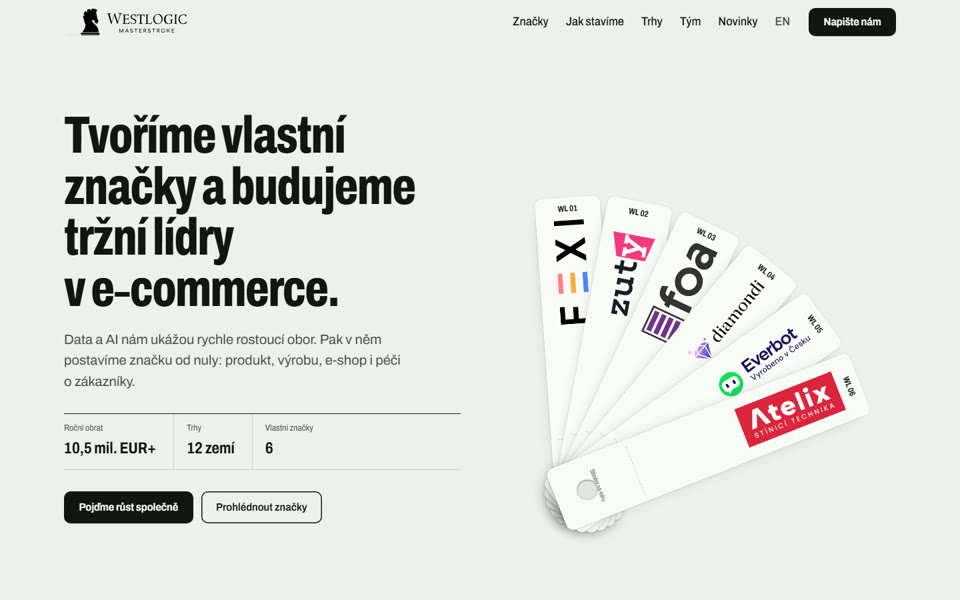 WESTLOGIC
MASTERSTROKE
Značky
Jak stavíme
Trhy
Tým
Novinky
EN
Napište nám
Tvoříme vlastní
značky a budujeme
tržní lídry
v e-commerce.
Data a AI nám ukážou rychle rostoucí obor. Pak v něm
postavíme značku od nuly: produkt, výrobu, e-shop i péči
o zákazníky.
Roční obrat
10,5 mil. EUR+
Trhy
12 zemí
Vlastní značky
6
Pojďme růst společně
Prohlédnout značky
WL 01
FEXI
WL 02
zuty
WL 03
efoa
WL 04
diamondi
WL 05
Everbot
Vyrobeno v Česku
WL 06
Atelix
STÍNICÍ TECHNIKA